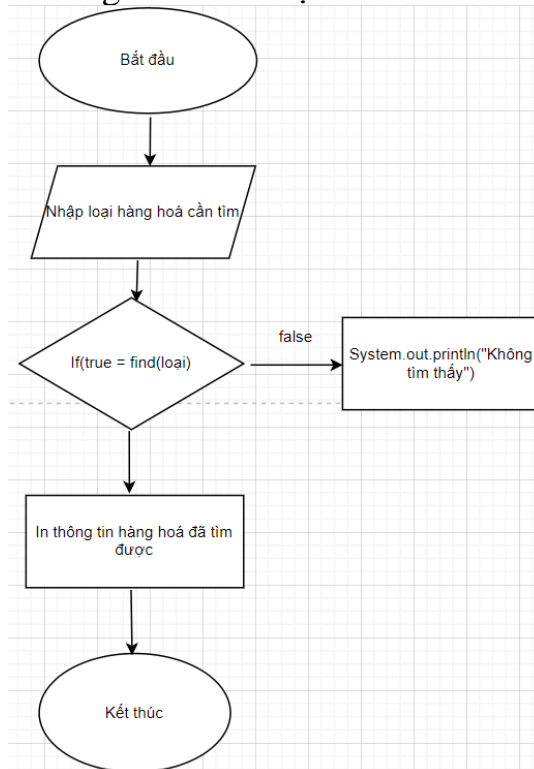 Bắt đầu
Nhập loại hàng hoá cần tìm
If(true = find(loại)
false
System.out.println("Không
tìm thấy")
In thông tin hàng hoá đã tìm
được
Kết thúc